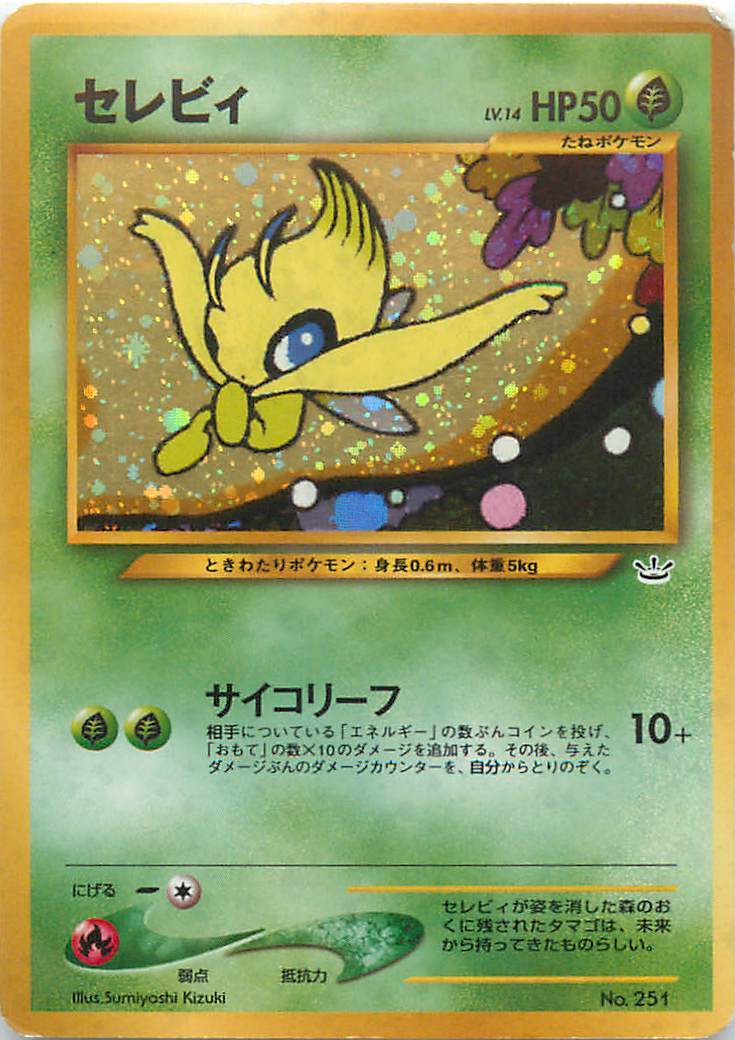 セレビィ
LV.14 HP50
たねポケモン
ときわたりポケモン：身長0.6m、体重5kg
サイコリーフ
10+
相手についている「エネルギー」の数ぶんコインを投げ、
「おもて」の数×10のダメージを追加する。その後、与えた
ダメージぶんのダメージカウンターを、自分からとりのぞく。
にげる
セレビィが姿を消した森のお
くに残されたタマゴは、未来
から持ってきたものらしい。
弱点 抵抗力
Illus.Sumiyoshi Kizuki
No. 251